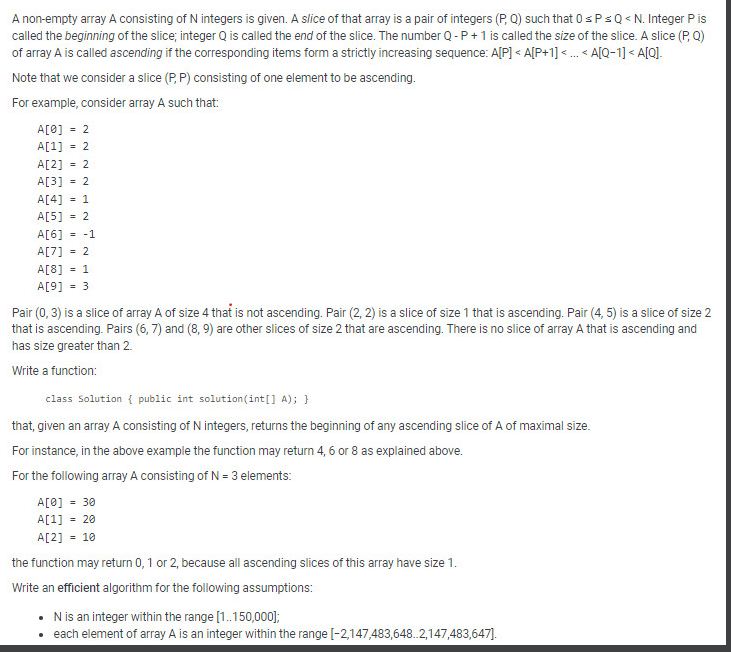 A non-empty array A consisting of N integers is given. A slice of that array is a pair of integers (P, Q) such that 0 ≤ P ≤ Q < N. Integer P is
called the beginning of the slice; integer Q is called the end of the slice. The number Q - P + 1 is called the size of the slice. A slice (P, Q)
of array A is called ascending if the corresponding items form a strictly increasing sequence: A[P] < A[P+1] < ... < A[Q-1] < A[Q].
Note that we consider a slice (P, P) consisting of one element to be ascending.
For example, consider array A such that:
A[0] = 2
A[1] = 2
A[2] = 2
A[3] = 2
A[4] = 1
A[5] = 2
A[6] = -1
A[7] = 2
A[8] = 1
A[9] = 3
Pair (0, 3) is a slice of array A of size 4 that is not ascending. Pair (2, 2) is a slice of size 1 that is ascending. Pair (4, 5) is a slice of size 2
that is ascending. Pairs (6, 7) and (8, 9) are other slices of size 2 that are ascending. There is no slice of array A that is ascending and
has size greater than 2.
Write a function:
class Solution { public int solution(int[] A); }
that, given an array A consisting of N integers, returns the beginning of any ascending slice of A of maximal size.
For instance, in the above example the function may return 4, 6 or 8 as explained above.
For the following array A consisting of N = 3 elements:
A[0] = 30
A[1] = 20
A[2] = 10
the function may return 0, 1 or 2, because all ascending slices of this array have size 1.
Write an efficient algorithm for the following assumptions:
• N is an integer within the range [1..150,000];
• each element of array A is an integer within the range [-2,147,483,648..2,147,483,647].